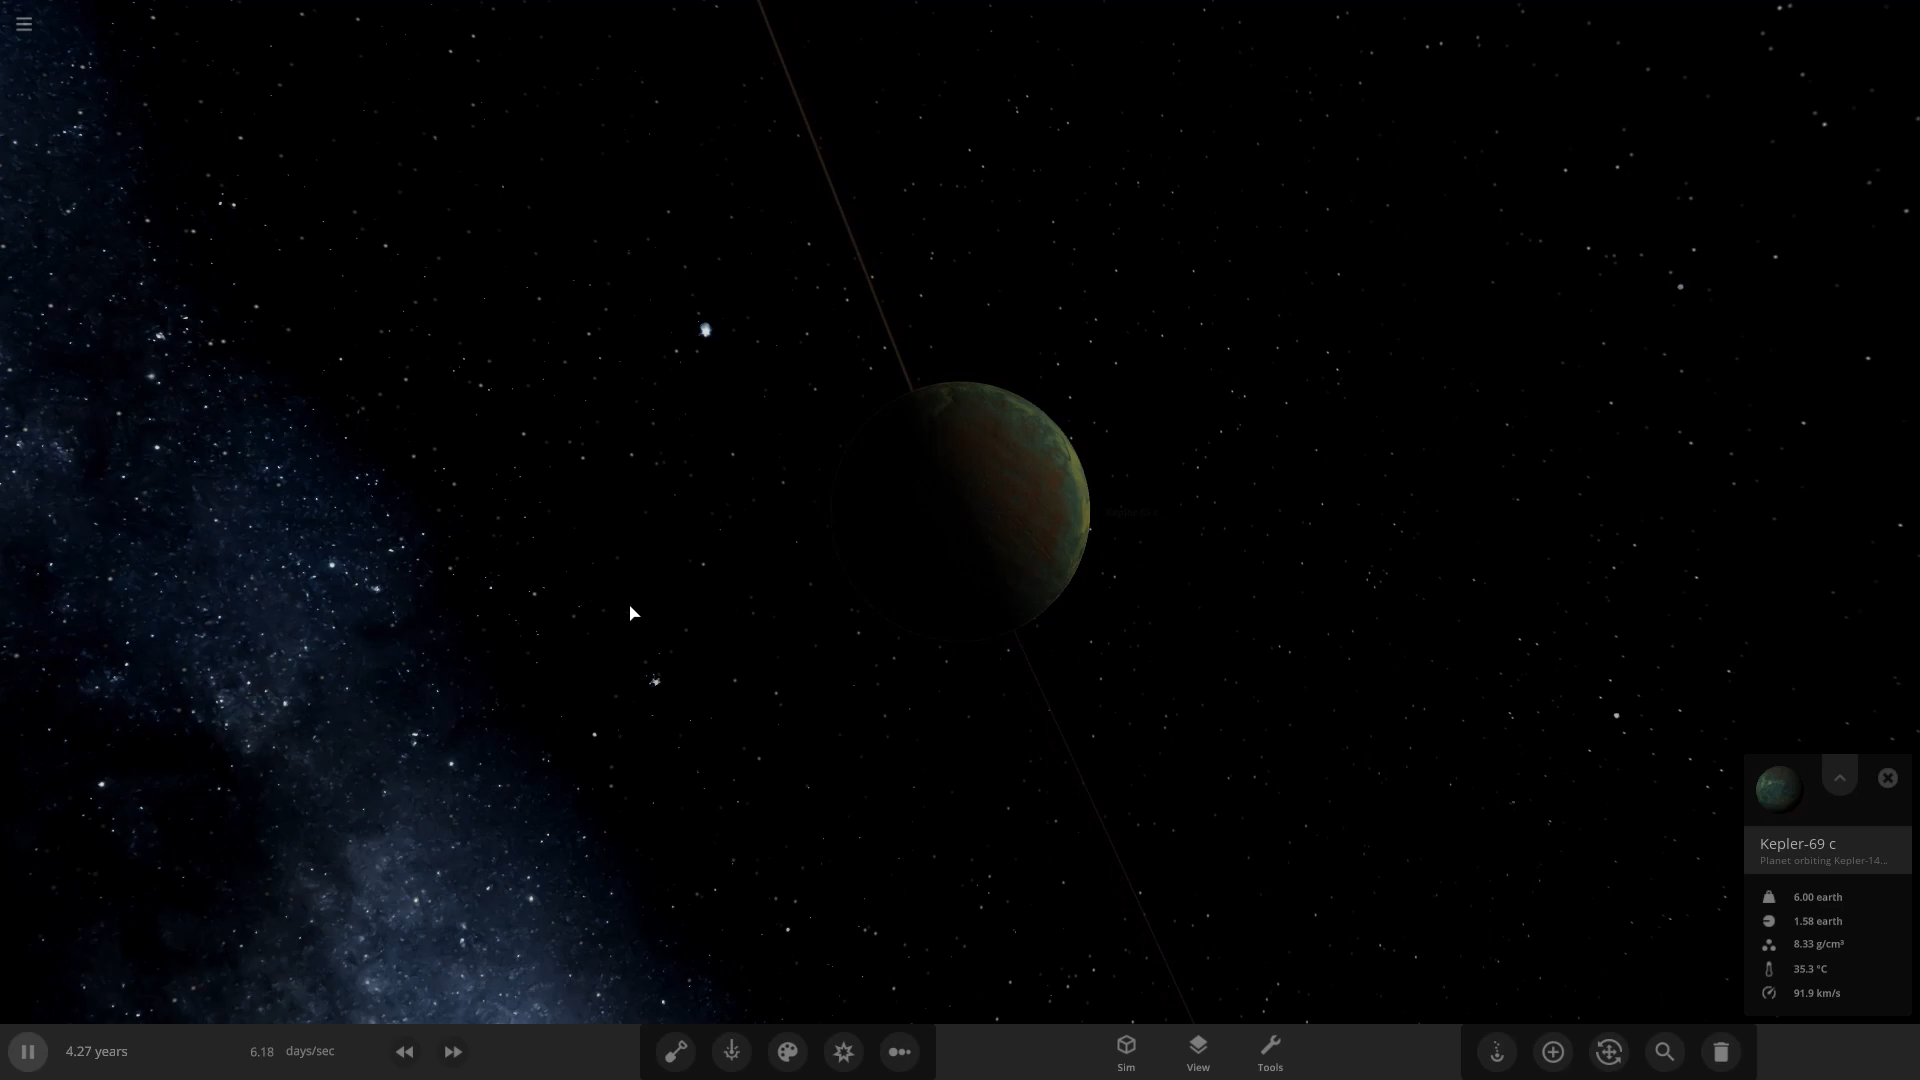 Kepler-69 c
Planet orbiting Kepler-14...
6.00 earth
1.58 earth
8.33 g/cm³
35.3 °C
91.9 km/s
4.27 years
6.18 days/sec
Sim
View
Tools